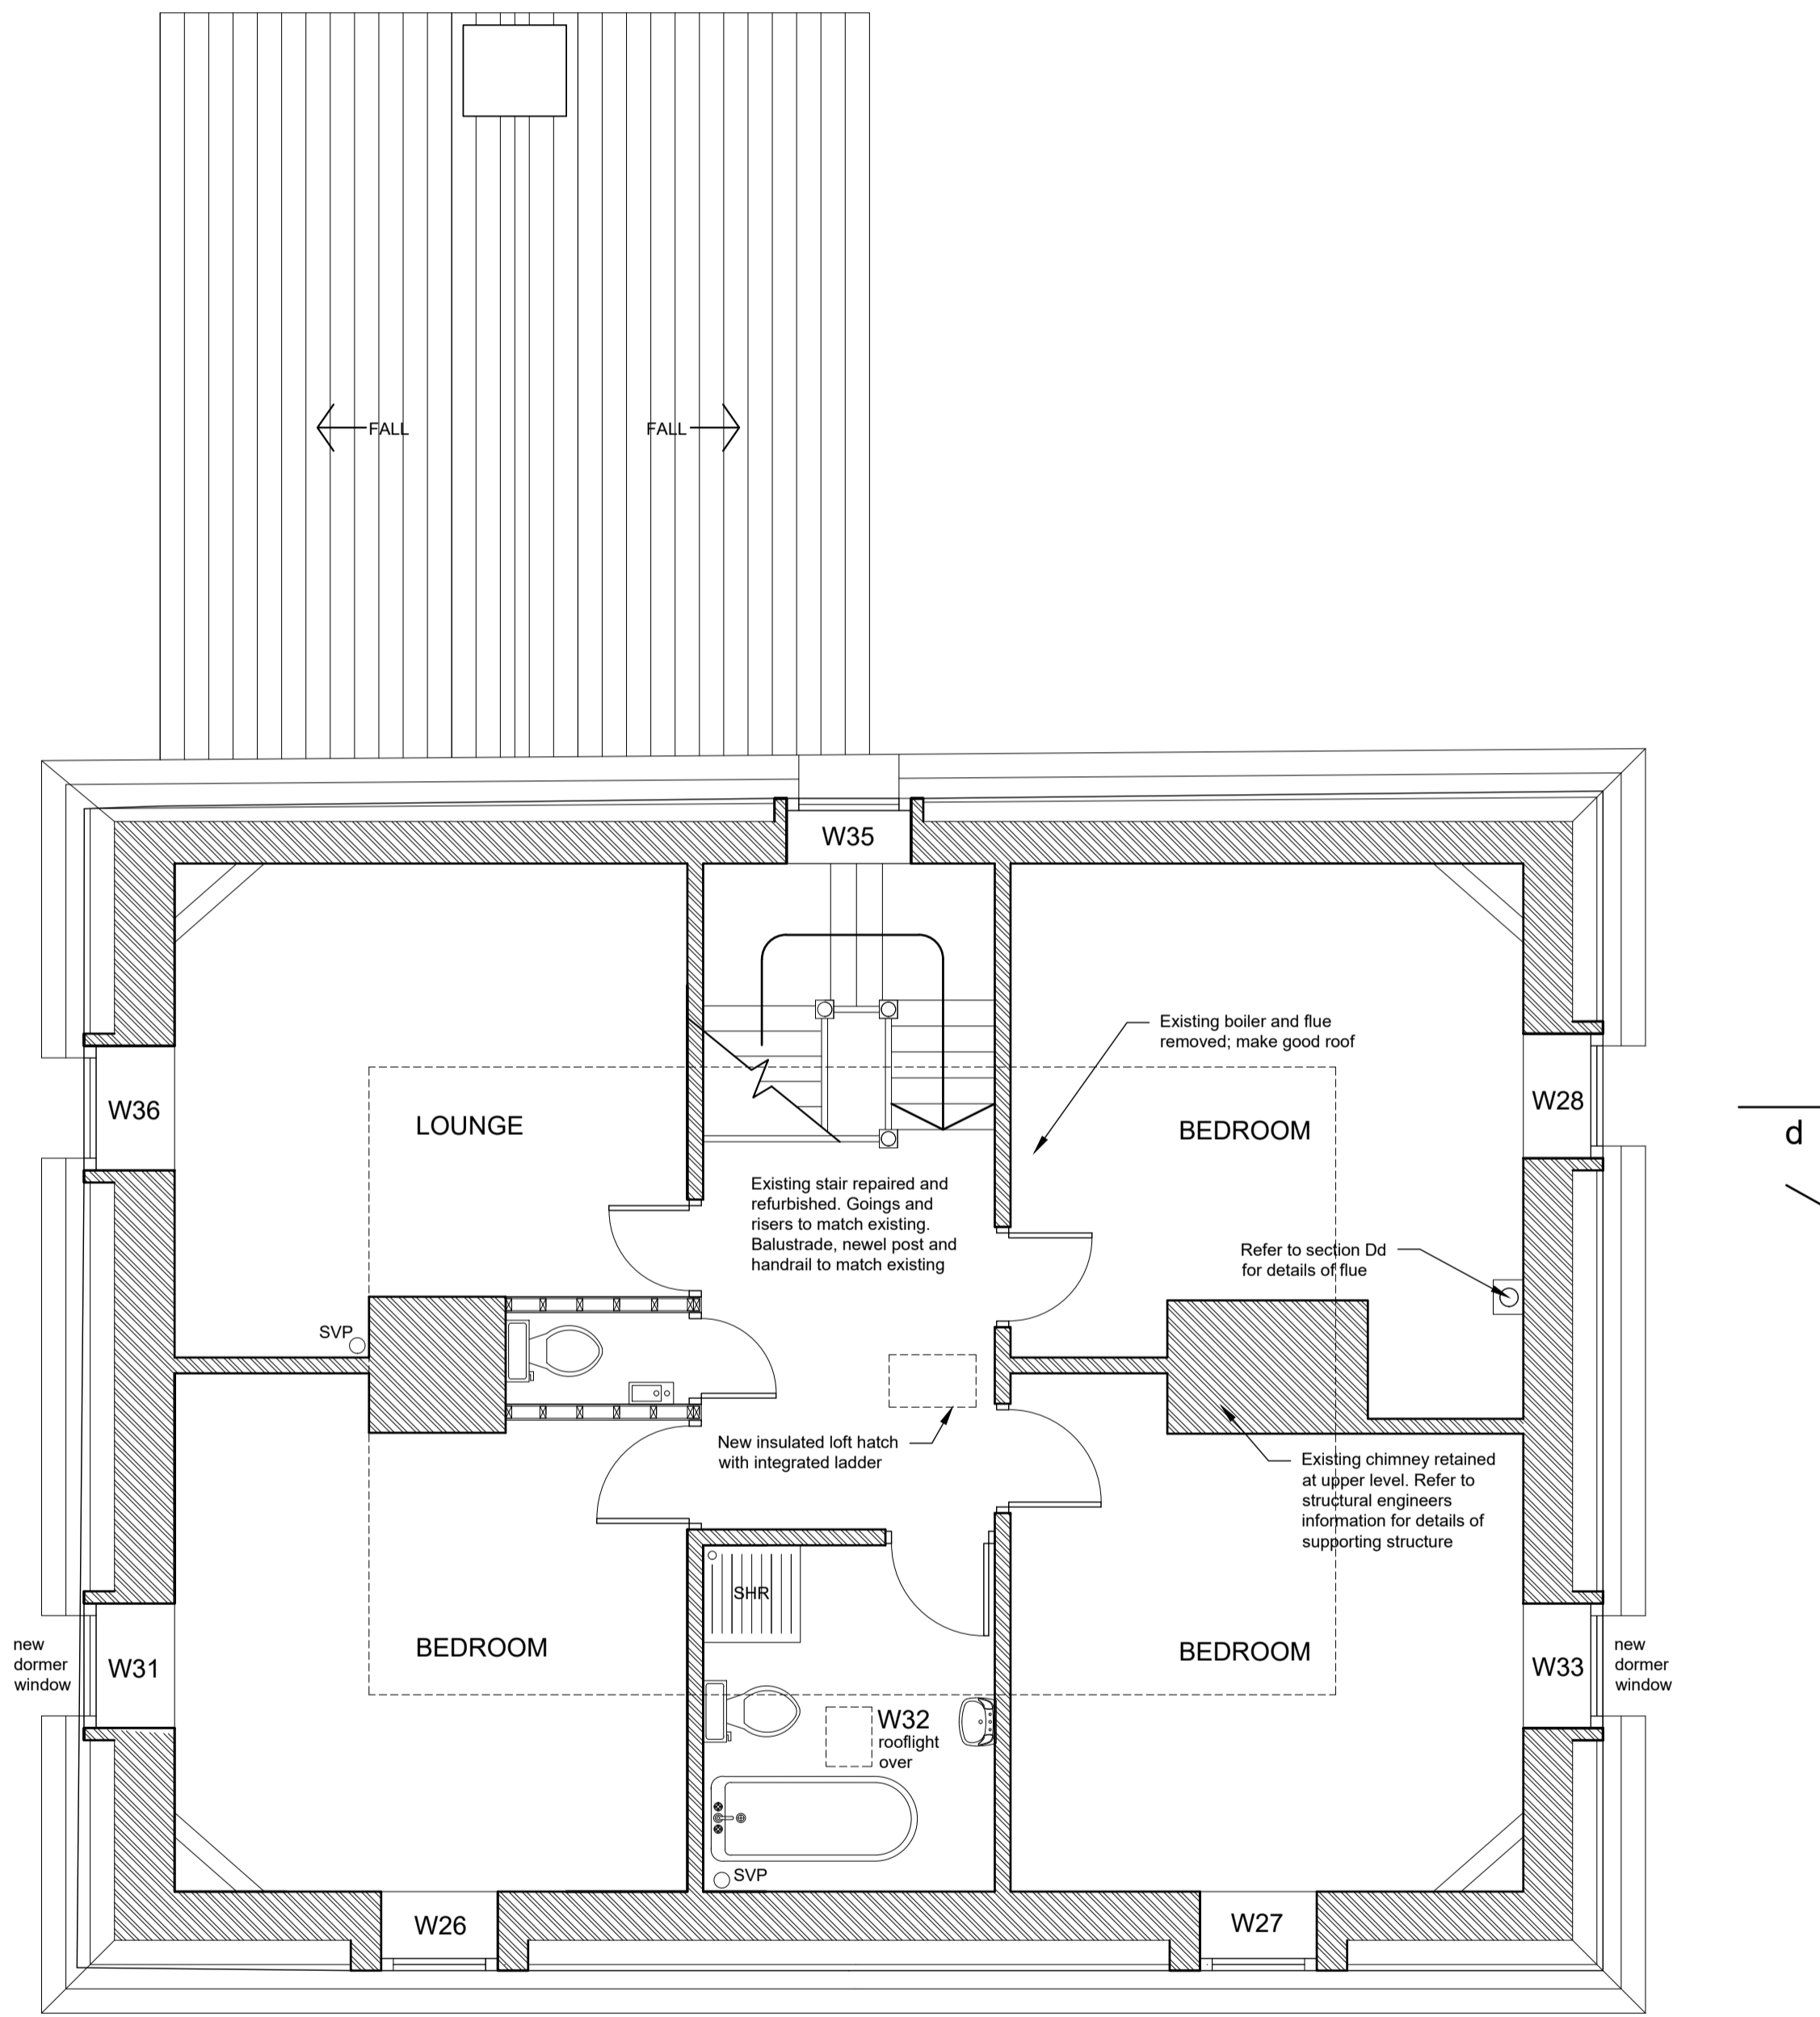 FALL
FALL
W35
W36
LOUNGE
Existing boiler and flue
removed; make good roof
BEDROOM
W28
d
Existing stair repaired and
refurbished. Goings and
risers to match existing.
Balustrade, newel post and
handrail to match existing
Refer to section Dd
for details of flue
SVP
New insulated loft hatch
with integrated ladder
Existing chimney retained
at upper level. Refer to
structural engineers
information for details of
supporting structure
SHR
new
dormer
window
W31
BEDROOM
BEDROOM
W33
new
dormer
window
W32
rooflight
over
SVP
W26
W27